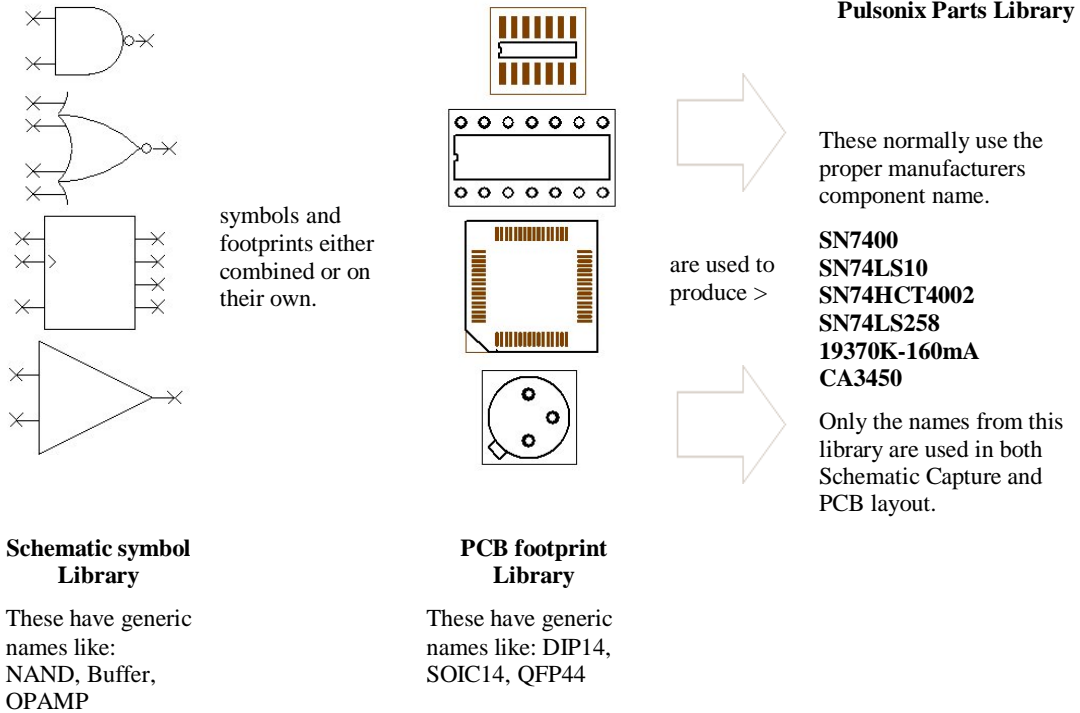 Pulsonix Parts Library
symbols and
footprints either
combined or on
their own.
are used to
produce >
These normally use the
proper manufacturers
component name.
SN7400
SN74LS10
SN74HCT4002
SN74LS258
19370K-160mA
CA3450
Only the names from this
library are used in both
Schematic Capture and
PCB layout.
Schematic symbol
Library
These have generic
names like:
NAND, Buffer,
OPAMP
PCB footprint
Library
These have generic
names like: DIP14,
SOIC14, QFP44